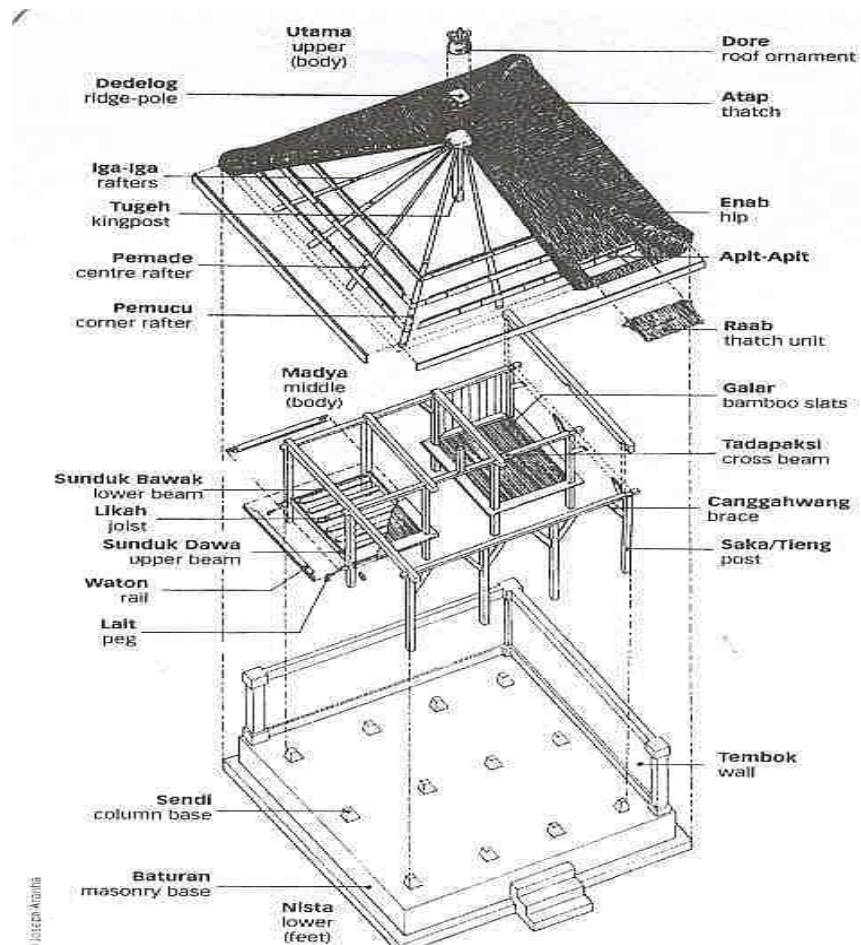 Utama
upper
(body)
Dore
roof ornament
Dedelog
ridge-pole
Atap
thatch
Iga-Iga
rafters
Tugeh
kingpost
Enab
hip
Pemade
centre rafter
Apit-Apit
Pemucu
corner rafter
Raab
thatch unit
Madya
middle
(body)
Galar
bamboo slats
Tadapaksi
cross beam
Sunduk Bawak
lower beam
Likah
joist
Canggahwang
brace
Sunduk Dawa
upper beam
Saka/Tieng
post
Waton
rail
Lait
peg
Tembok
wall
Sendi
column base
Baturan
masonry base
Nista
lower
(feet)
Joseph Aranha